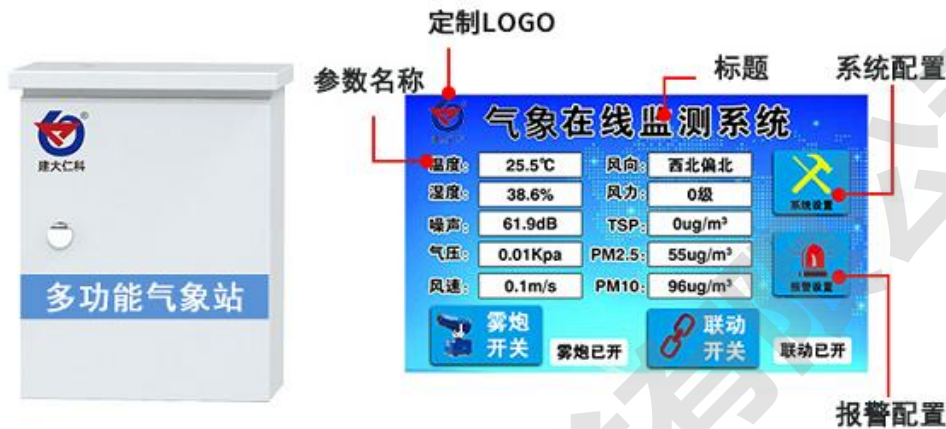 定制LOGO
参数名称
标题
系统配置
建大仁科
多功能气象站
气象在线监测系统
温度: 25.5℃ 风向: 西北偏北
湿度: 38.6% 风力: 0级
噪声: 61.9dB TSP: 0ug/m³
气压: 0.01Kpa PM2.5: 55ug/m³
风速: 0.1m/s PM10: 96ug/m³
系统设置
报警设置
雾炮
开关
雾炮已开
联动
开关
联动已开
报警配置